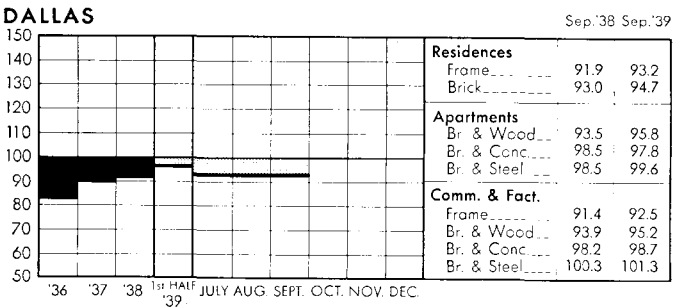 DALLAS
Sep.'38 Sep.'39
150
140
130
120
110
100
90
80
70
60
50
'36 '37 '38 1st HALF '39 JULY AUG. SEPT. OCT. NOV. DEC.
Residences
Frame 91.9 93.2
Brick 93.0 94.7
Apartments
Br. & Wood 93.5 95.8
Br. & Conc. 98.5 97.8
Br. & Steel 98.5 99.6
Comm. & Fact.
Frame 91.4 92.5
Br. & Wood 93.9 95.2
Br. & Conc. 98.2 98.7
Br. & Steel 100.3 101.3